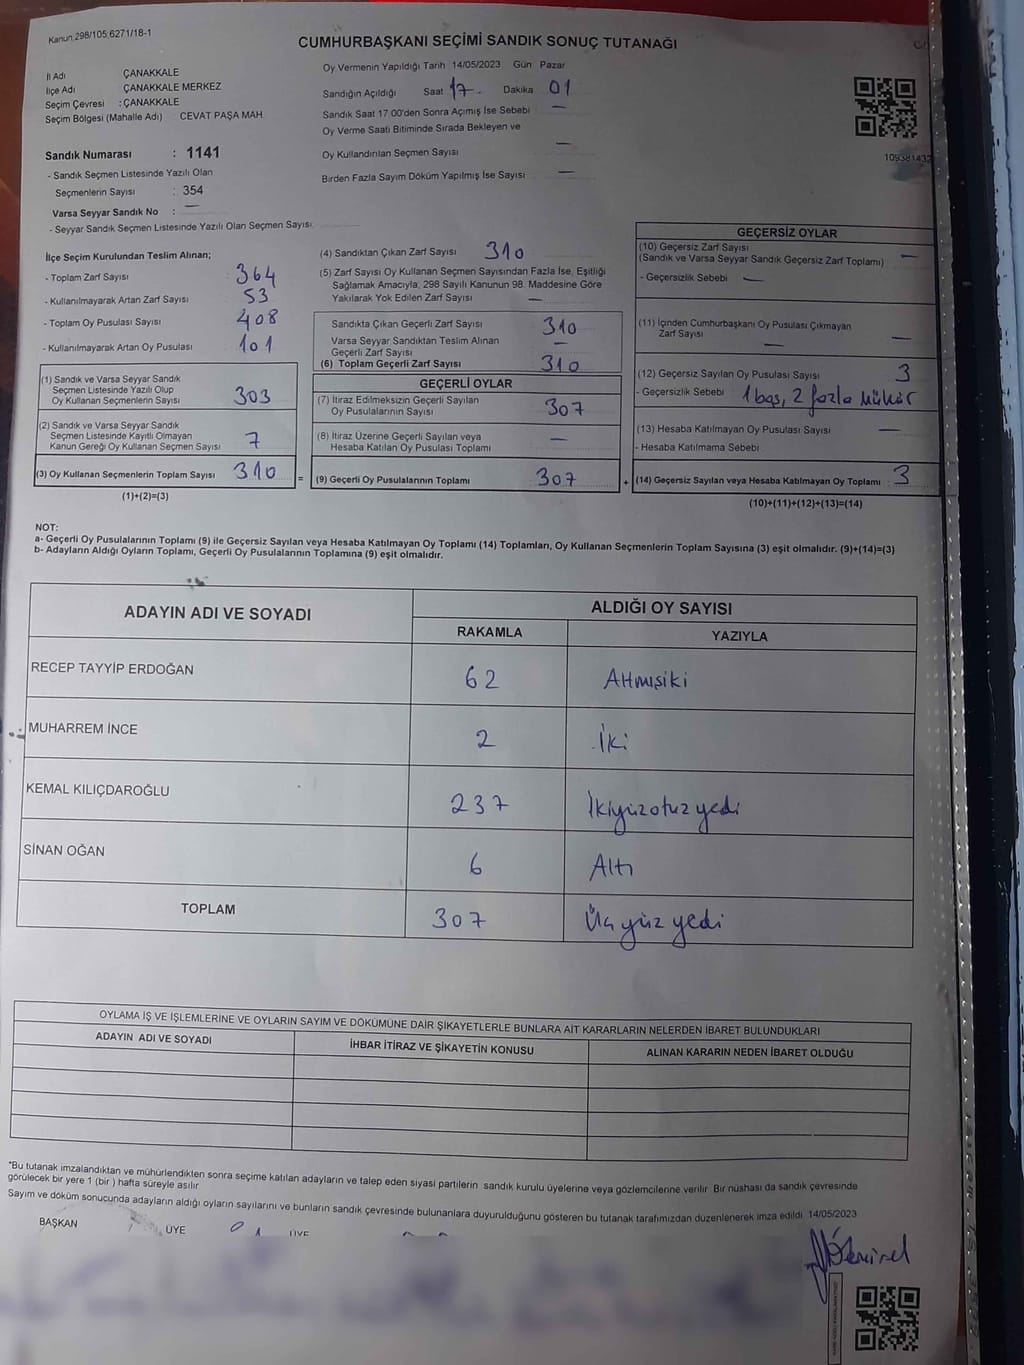 Kanun 298/105 6271/18-1
CUMHURBAŞKANI SEÇİMİ SANDIK SONUÇ TUTANAĞI
İl Adı ÇANAKKALE
İlçe Adı ÇANAKKALE MERKEZ
Seçim Çevresi : ÇANAKKALE
Seçim Bölgesi (Mahalle Adı) CEVAT PAŞA MAH
Sandık Numarası : 1141
- Sandık Seçmen Listesinde Yazılı Olan
Seçmenlerin Sayısı : 354
Varsa Seyyar Sandık No : —
- Seyyar Sandık Seçmen Listesinde Yazılı Olan Seçmen Sayısı
Oy Vermenin Yapıldığı Tarih 14/05/2023 Gün Pazar
Sandığın Açıldığı Saat 17. Dakika 01
Sandık Saat 17 00'den Sonra Açımış İse Sebebi —
Oy Verme Saati Bitiminde Sırada Bekleyen ve
Oy Kullandırılan Seçmen Sayısı —
Birden Fazla Sayım Döküm Yapılmış İse Sayısı —
109381432
İlçe Seçim Kurulundan Teslim Alınan;
- Toplam Zarf Sayısı 364
- Kullanılmayarak Artan Zarf Sayısı 53
- Toplam Oy Pusulası Sayısı 408
- Kullanılmayarak Artan Oy Pusulası 101
(1) Sandık ve Varsa Seyyar Sandık
Seçmen Listesinde Yazılı Olup
Oy Kullanan Seçmenlerin Sayısı 303
(2) Sandık ve Varsa Seyyar Sandık
Seçmen Listesinde Kayıtlı Olmayan
Kanun Gereği Oy Kullanan Seçmen Sayısı 7
(3) Oy Kullanan Seçmenlerin Toplam Sayısı 310 =
(1)+(2)=(3)
(4) Sandıktan Çıkan Zarf Sayısı 310
(5) Zarf Sayısı Oy Kullanan Seçmen Sayısından Fazla İse, Eşitliği
Sağlamak Amacıyla, 298 Sayılı Kanunun 98. Maddesine Göre
Yakılarak Yok Edilen Zarf Sayısı —
Sandıkta Çıkan Geçerli Zarf Sayısı 310
Varsa Seyyar Sandıktan Teslim Alınan
Geçerli Zarf Sayısı —
(6) Toplam Geçerli Zarf Sayısı 310
GEÇERLİ OYLAR
(7) İtiraz Edilmeksizin Geçerli Sayılan
Oy Pusulalarının Sayısı 307
(8) İtiraz Üzerine Geçerli Sayılan veya
Hesaba Katılan Oy Pusulası Toplamı —
(9) Geçerli Oy Pusulalarının Toplamı 307 +
GEÇERSİZ OYLAR
(10) Geçersiz Zarf Sayısı
(Sandık ve Varsa Seyyar Sandık Geçersiz Zarf Toplamı) —
- Geçersizlik Sebebi —
(11) İçinden Cumhurbaşkanı Oy Pusulası Çıkmayan
Zarf Sayısı — —
(12) Geçersiz Sayılan Oy Pusulası Sayısı 3
- Geçersizlik Sebebi 1 boş, 2 fazla mühür
(13) Hesaba Katılmayan Oy Pusulası Sayısı —
- Hesaba Katılmama Sebebi
(14) Geçersiz Sayılan veya Hesaba Katılmayan Oy Toplamı 3
(10)+(11)+(12)+(13)=(14)
NOT:
a- Geçerli Oy Pusulalarının Toplamı (9) ile Geçersiz Sayılan veya Hesaba Katılmayan Oy Toplamı (14) Toplamları, Oy Kullanan Seçmenlerin Toplam Sayısına (3) eşit olmalıdır. (9)+(14)=(3)
b- Adayların Aldığı Oyların Toplamı, Geçerli Oy Pusulalarının Toplamına (9) eşit olmalıdır.
ADAYIN ADI VE SOYADI ALDIĞI OY SAYISI
RAKAMLA YAZIYLA
RECEP TAYYİP ERDOĞAN 62 Altmışiki
MUHARREM İNCE 2 İki
KEMAL KILIÇDAROĞLU 237 İkiyüzotuzyedi
SİNAN OĞAN 6 Altı
TOPLAM 307 Üçyüzyedi
OYLAMA İŞ VE İŞLEMLERİNE VE OYLARIN SAYIM VE DÖKÜMÜNE DAİR ŞİKAYETLERLE BUNLARA AİT KARARLARIN NELERDEN İBARET BULUNDUKLARI
ADAYIN ADI VE SOYADI İHBAR İTİRAZ VE ŞİKAYETİN KONUSU ALINAN KARARIN NEDEN İBARET OLDUĞU
*Bu tutanak imzalandıktan ve mühürlendikten sonra seçime katılan adayların ve talep eden siyasi partilerin sandık kurulu üyelerine veya gözlemcilerine verilir Bir nüshası da sandık çevresinde
görülecek bir yere 1 (bir ) hafta süreyle asılır
Sayım ve döküm sonucunda adayların aldığı oyların sayılarını ve bunların sandık çevresinde bulunanlara duyurulduğunu gösteren bu tutanak tarafımızdan düzenlenerek imza edildi 14/05/2023
BAŞKAN ÜYE ÜYE